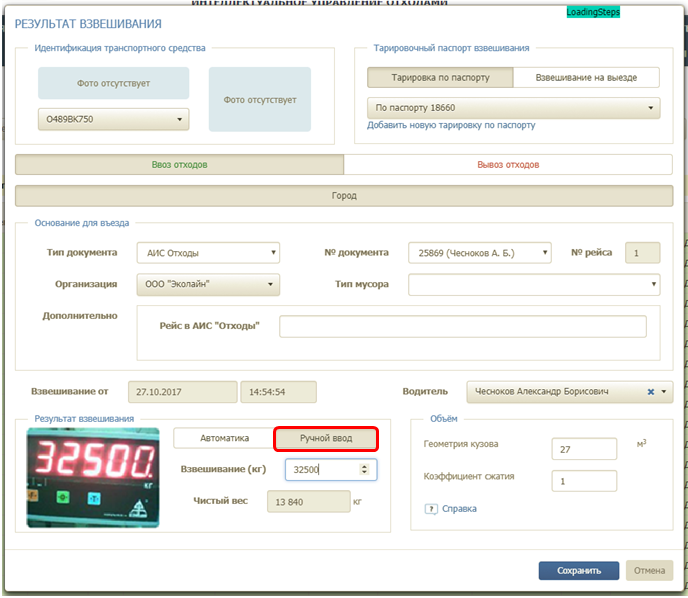 ИНТЕЛЛЕКТУАЛЬНОЕ УПРАВЛЕНИЕ ОТХОДАМИ
LoadingSteps
РЕЗУЛЬТАТ ВЗВЕШИВАНИЯ
Идентификация транспортного средства
Фото отсутствует
Фото отсутствует
О489ВК750
Тарировочный паспорт взвешивания
Тарировка по паспорту
Взвешивание на выезде
По паспорту 18660
Добавить новую тарировку по паспорту
Ввоз отходов
Вывоз отходов
Город
Основание для въезда
Тип документа
АИС Отходы
№ документа
25869 (Чесноков А. Б.)
№ рейса
1
Организация
ООО "Эколайн"
Тип мусора
Дополнительно
Рейс в АИС "Отходы"
Взвешивание от
27.10.2017
14:54:54
Водитель
Чесноков Александр Борисович
Результат взвешивания
32500.
кг
Автоматика
Ручной ввод
Взвешивание (кг)
32500
Чистый вес
13 840
кг
Объём
Геометрия кузова
27
м³
Коэффициент сжатия
1
? Справка
Сохранить
Отмена